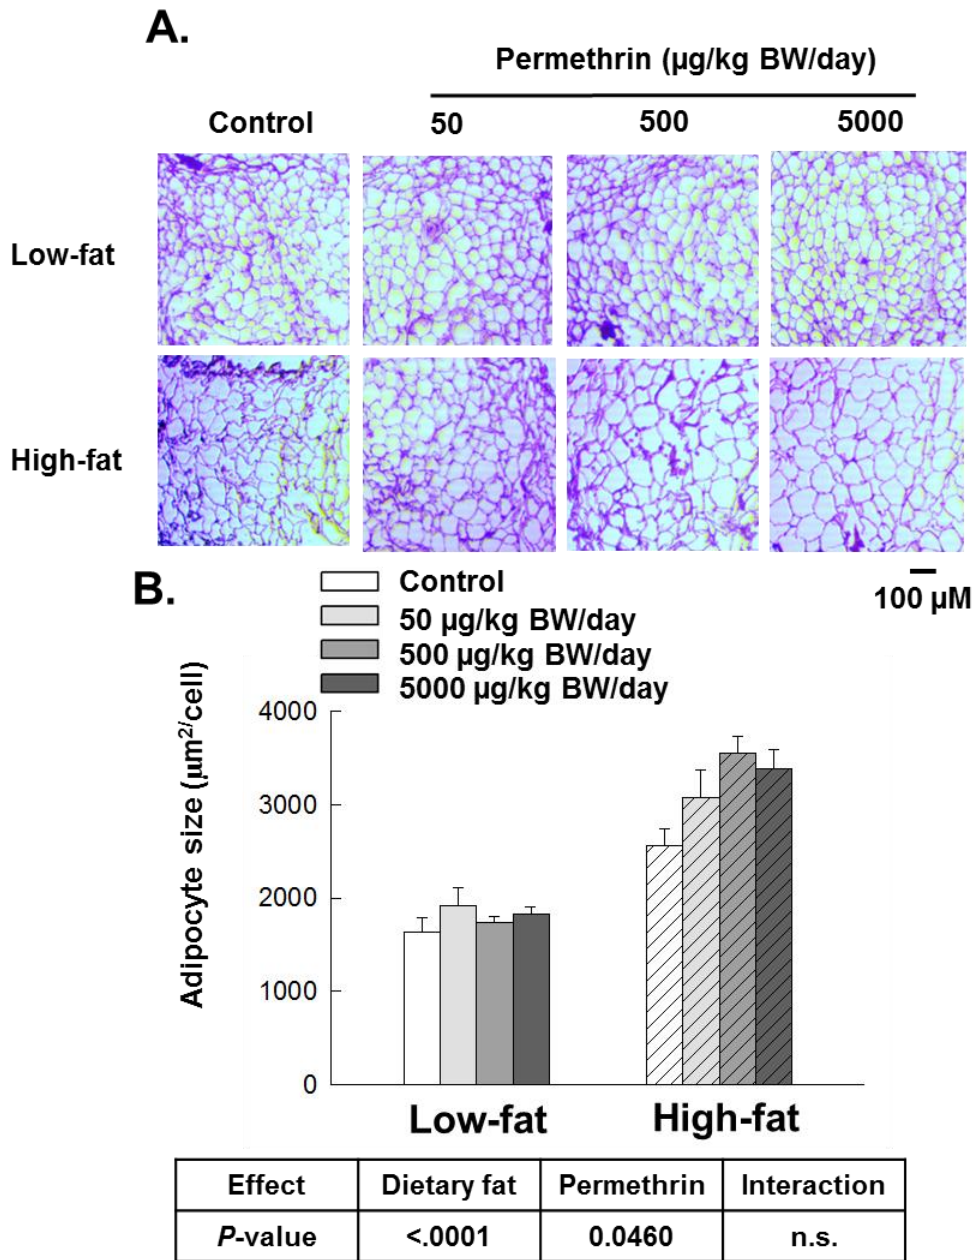 A.
Permethrin (µg/kg BW/day)
Control 50 500 5000
Low-fat
High-fat
100 µM
B.
Control
50 µg/kg BW/day
500 µg/kg BW/day
5000 µg/kg BW/day
Adipocyte size (µm²/cell)
4000
3000
2000
1000
0
Low-fat High-fat
Effect Dietary fat Permethrin Interaction
P-value <.0001 0.0460 n.s.